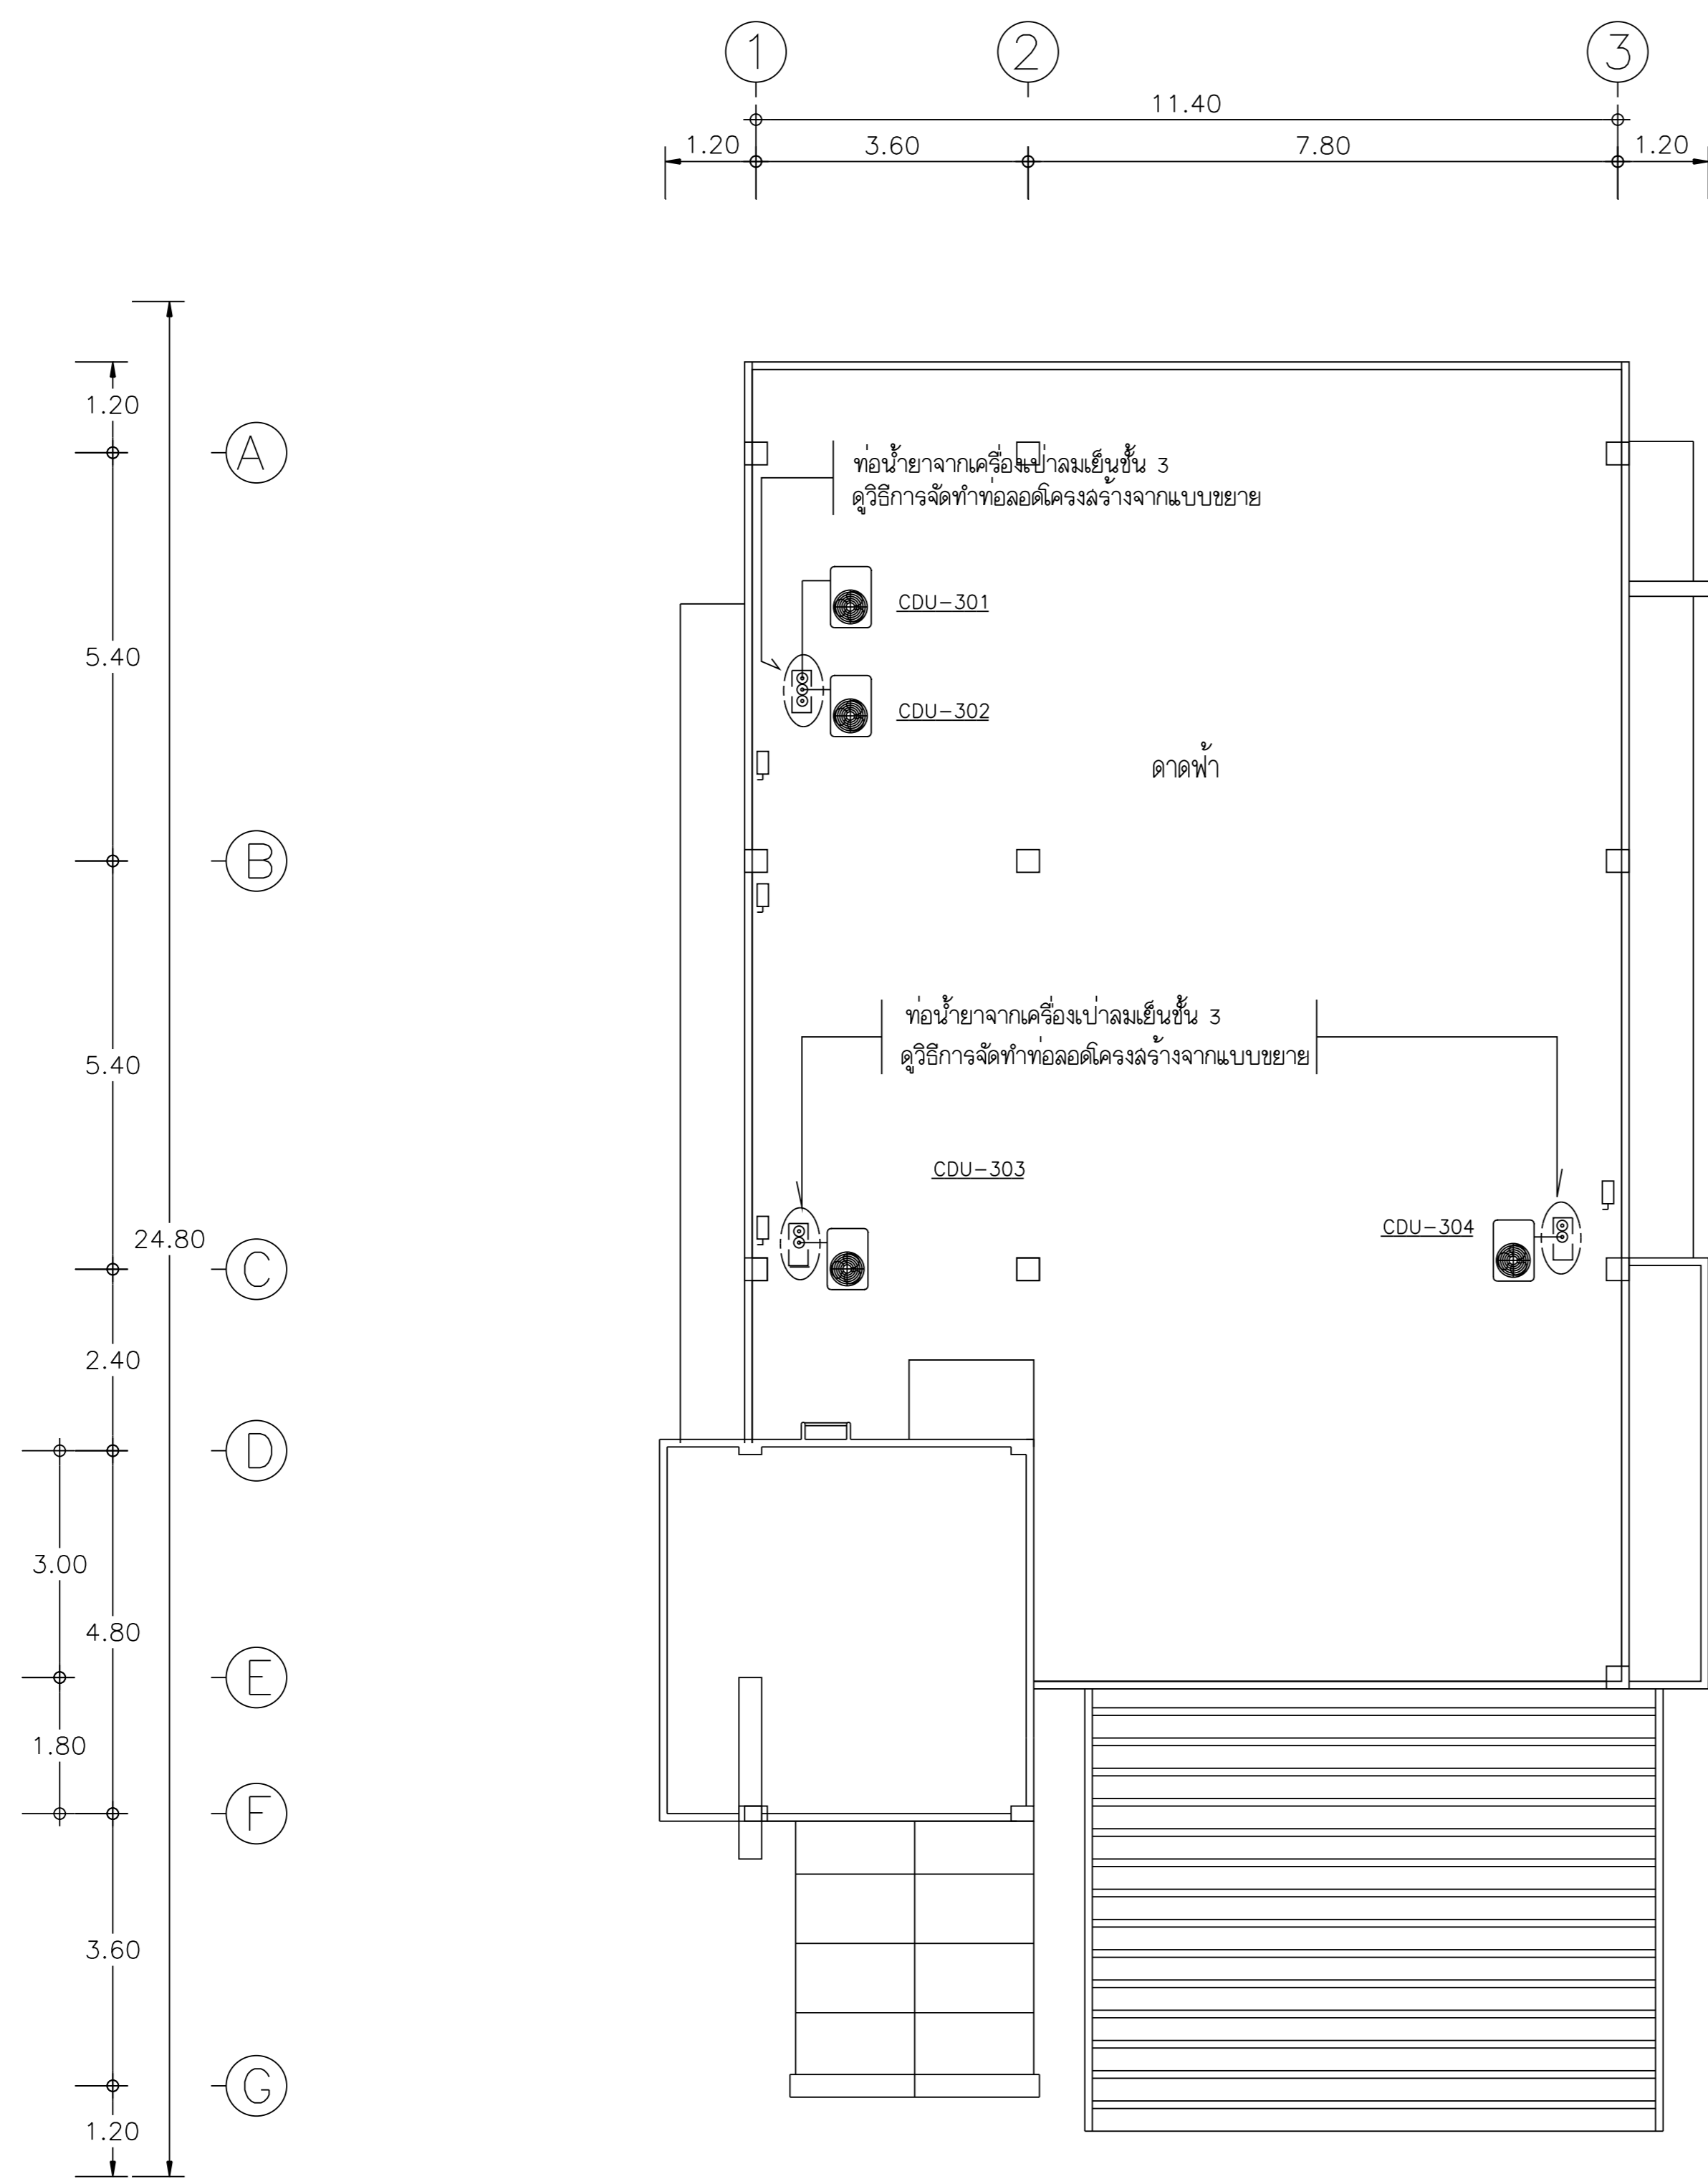 1 2 3
11.40
1.20 3.60 7.80 1.20
1.20
A
ท่อน้ำยาจากเครื่องเป่าลมเย็นชั้น 3
ดูวิธีการจัดทำท่อลอดโครงสร้างจากแบบขยาย
CDU-301
5.40
CDU-302
ดาดฟ้า
B
ท่อน้ำยาจากเครื่องเป่าลมเย็นชั้น 3
ดูวิธีการจัดทำท่อลอดโครงสร้างจากแบบขยาย
5.40
CDU-303
CDU-304
24.80
C
2.40
D
3.00
4.80
E
1.80
F
3.60
G
1.20